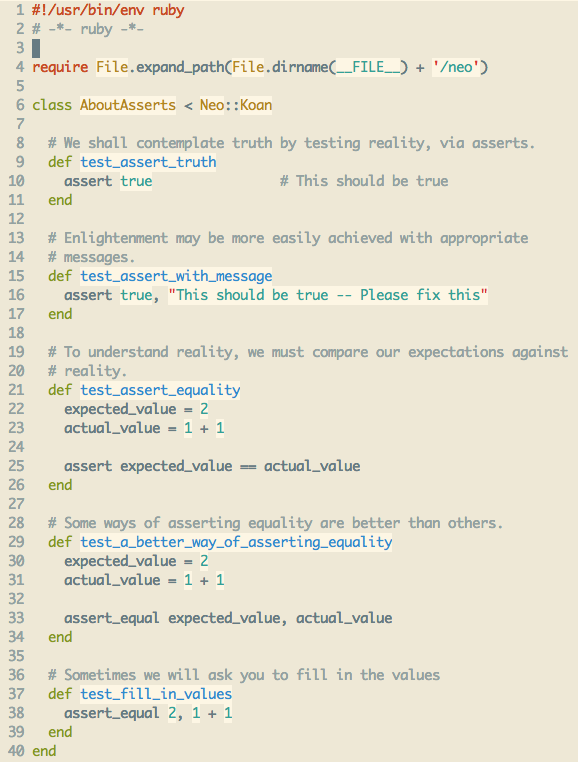 1 #!/usr/bin/env ruby
2 # -*- ruby -*-
3
4 require File.expand_path(File.dirname(__FILE__) + '/neo')
5
6 class AboutAsserts < Neo::Koan
7
8   # We shall contemplate truth by testing reality, via asserts.
9   def test_assert_truth
10     assert true                # This should be true
11   end
12
13   # Enlightenment may be more easily achieved with appropriate
14   # messages.
15   def test_assert_with_message
16     assert true, "This should be true -- Please fix this"
17   end
18
19   # To understand reality, we must compare our expectations against
20   # reality.
21   def test_assert_equality
22     expected_value = 2
23     actual_value = 1 + 1
24
25     assert expected_value == actual_value
26   end
27
28   # Some ways of asserting equality are better than others.
29   def test_a_better_way_of_asserting_equality
30     expected_value = 2
31     actual_value = 1 + 1
32
33     assert_equal expected_value, actual_value
34   end
35
36   # Sometimes we will ask you to fill in the values
37   def test_fill_in_values
38     assert_equal 2, 1 + 1
39   end
40 end